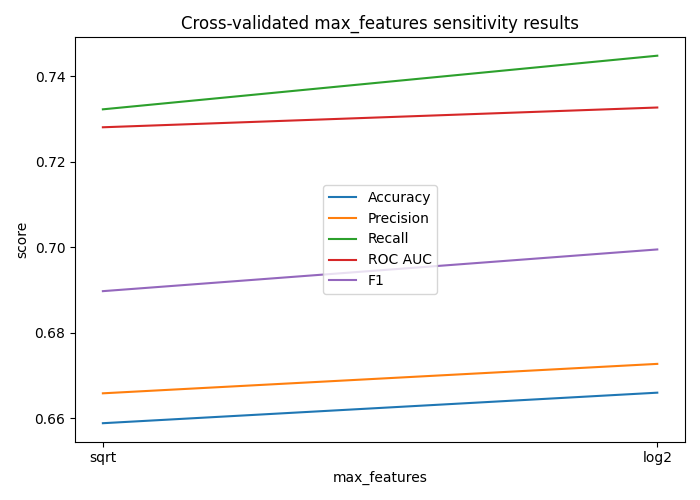 Cross-validated max_features sensitivity results
0.74
0.72
0.70
0.68
0.66
score
Accuracy
Precision
Recall
ROC AUC
F1
sqrt
log2
max_features